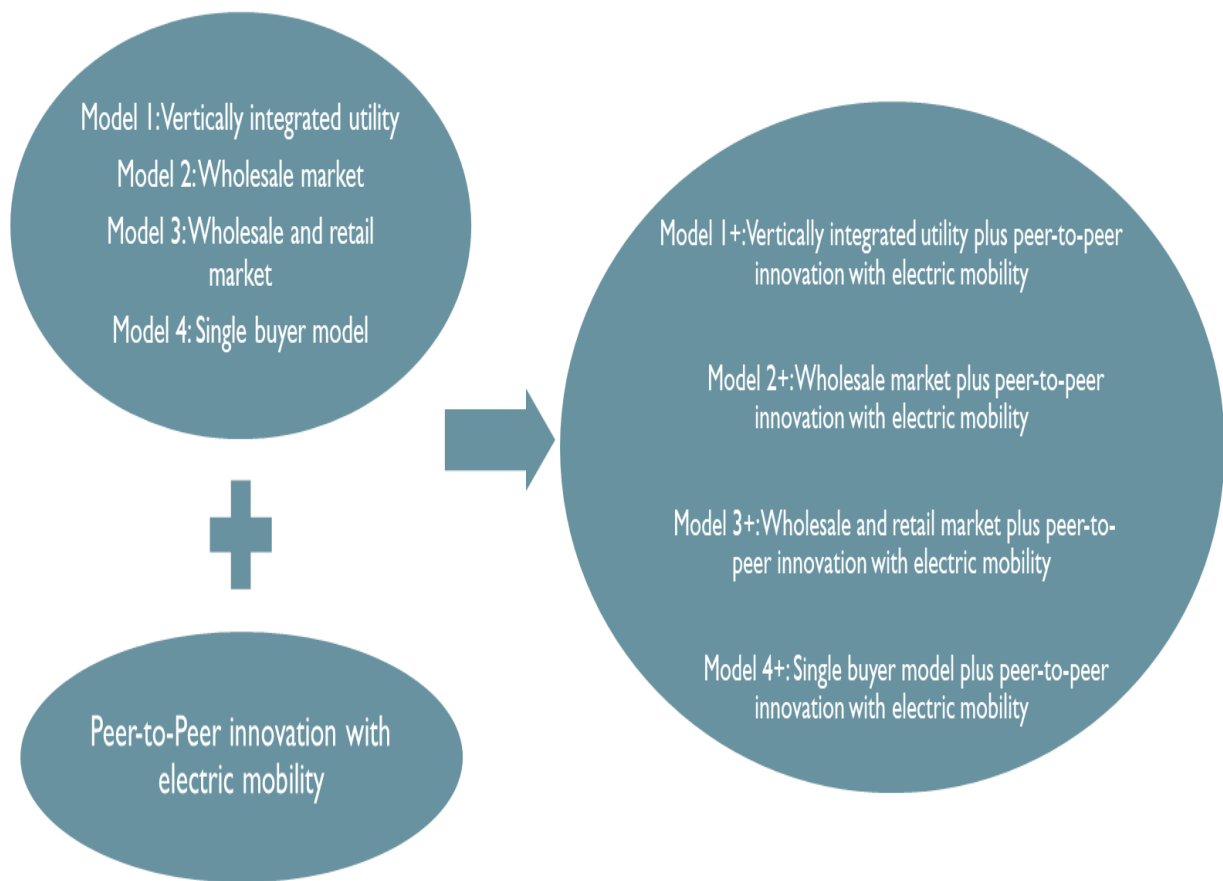 Model 1: Vertically integrated utility
Model 2: Wholesale market
Model 3: Wholesale and retail
market
Model 4: Single buyer model
Peer-to-Peer innovation with
electric mobility
Model 1+: Vertically integrated utility plus peer-to-peer
innovation with electric mobility
Model 2+: Wholesale market plus peer-to-peer
innovation with electric mobility
Model 3+: Wholesale and retail market plus peer-to-
peer innovation with electric mobility
Model 4+: Single buyer model plus peer-to-peer
innovation with electric mobility